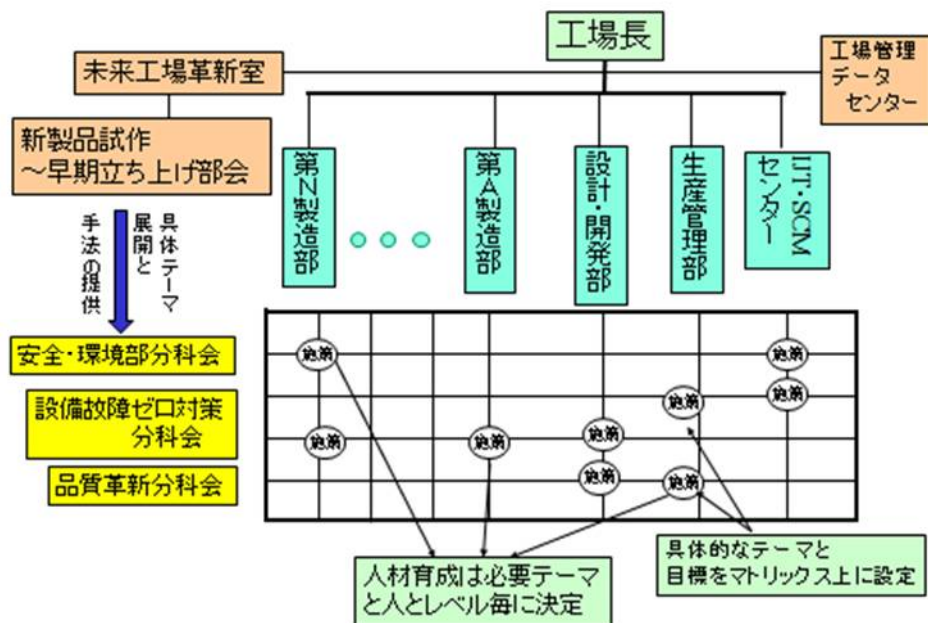 工場長
未来工場革新室
工場管理
データ
センター
新製品試作
～早期立ち上げ部会
第N製造部
第A製造部
設計・開発部
生産管理部
IJT・SCM
センター
具体テーマ
展開と
手法の提供
安全・環境部分科会
設備故障ゼロ対策
分科会
品質革新分科会
施策
施策
施策
施策
施策
施策
施策
施策
施策
人材育成は必要テーマ
と人とレベル毎に決定
具体的なテーマと
目標をマトリックス上に設定